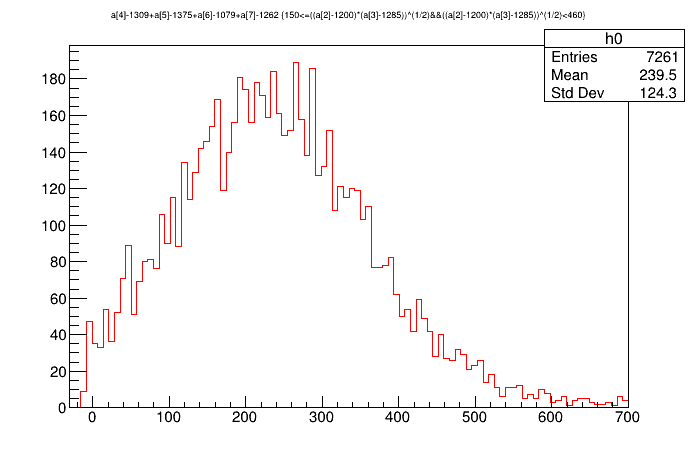 a[4]-1309+a[5]-1375+a[6]-1079+a[7]-1262 {150<=((a[2]-1200)*(a[3]-1285))^(1/2)&&((a[2]-1200)*(a[3]-1285))^(1/2)<460}
h0
Entries 7261
Mean 239.5
Std Dev 124.3
180
160
140
120
100
80
60
40
20
0
0 100 200 300 400 500 600 700